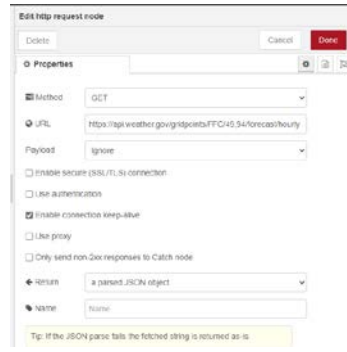 Edit http request node
Delete
Cancel
Done
Properties
Method
GET
URL
https://api.weather.gov/gridpoints/FFC/49,94/forecast/hourly
Payload
Ignore
Enable secure (SSL/TLS) connection
Use authentication
Enable connection keep-alive
Use proxy
Only send non-2xx responses to Catch node
Return
a parsed JSON object
Name
Name
Tip: If the JSON parse fails the fetched string is returned as-is